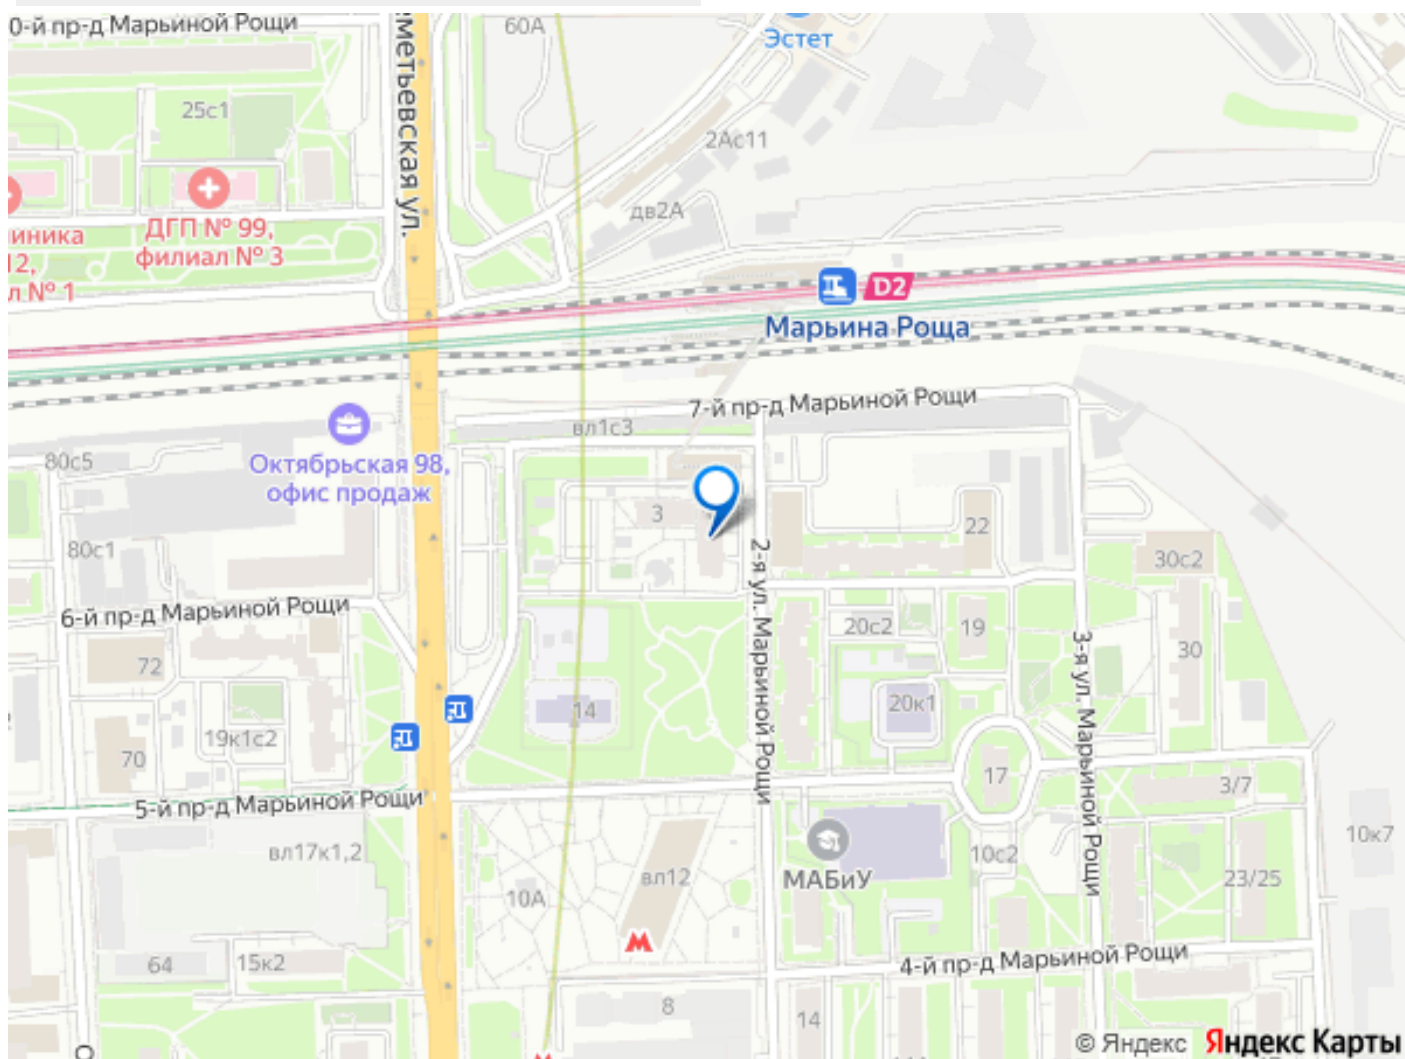 0-й пр-д Марьиной Рощи
60А
Эстет
25с1
2Ас11
метьевская ул.
дв2А
ДГП № 99,
филиал № 3
иника
12,
л № 1
D2
Марьина Роща
7-й пр-д Марьиной Рощи
вл1с3
Октябрьская 98,
офис продаж
80с5
3
22
80с1
30с2
2-я ул. Марьиной Рощи
6-й пр-д Марьиной Рощи
20с2
19
3-я ул. Марьиной Рощи
30
72
14
20к1
19к1с2
70
17
3/7
5-й пр-д Марьиной Рощи
вл17к1,2
10с2
10к7
МАБиУ
вл12
10А
23/25
64
15к2
М
4-й пр-д Марьиной Рощи
8
14
© Яндекс Яндекс Карты